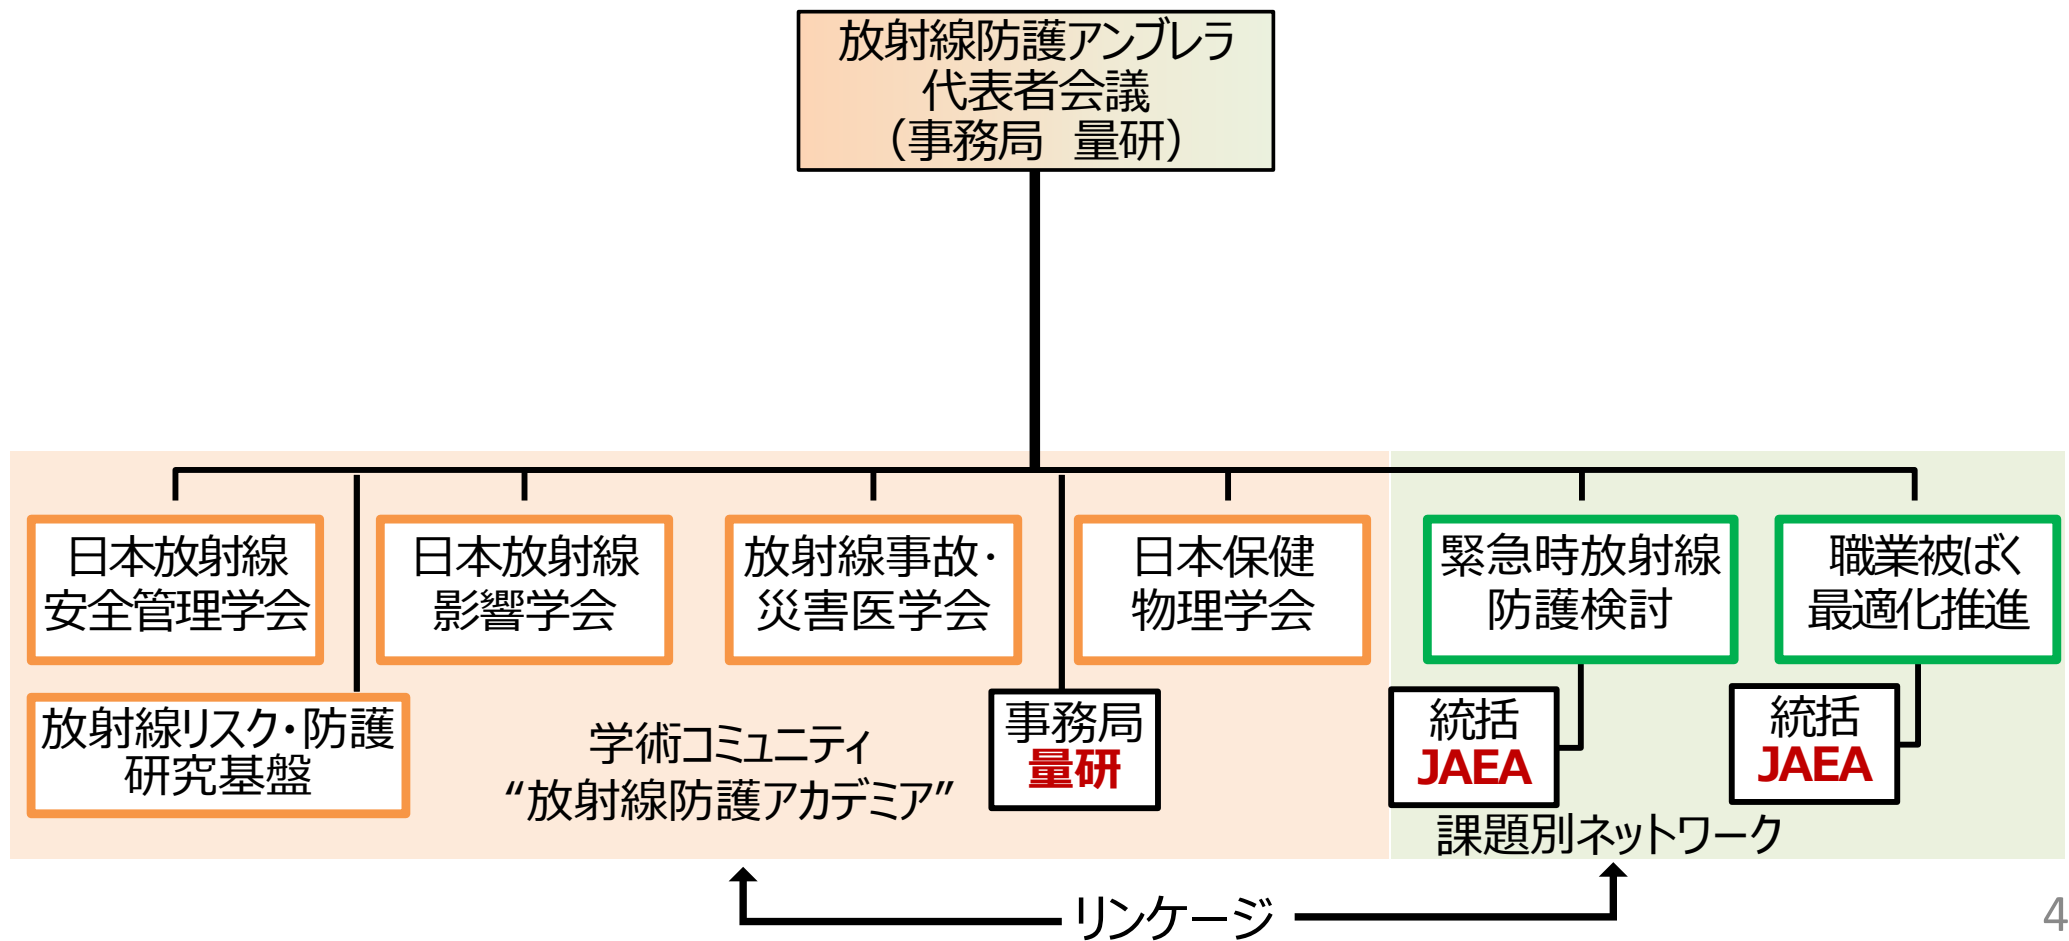 放射線防護アンブレラ
代表者会議
（事務局　量研）
日本放射線
安全管理学会
日本放射線
影響学会
放射線事故・
災害医学会
日本保健
物理学会
緊急時放射線
防護検討
職業被ばく
最適化推進
放射線リスク・防護
研究基盤
学術コミュニティ
“放射線防護アカデミア”
事務局
量研
統括
JAEA
統括
JAEA
課題別ネットワーク
リンケージ
4